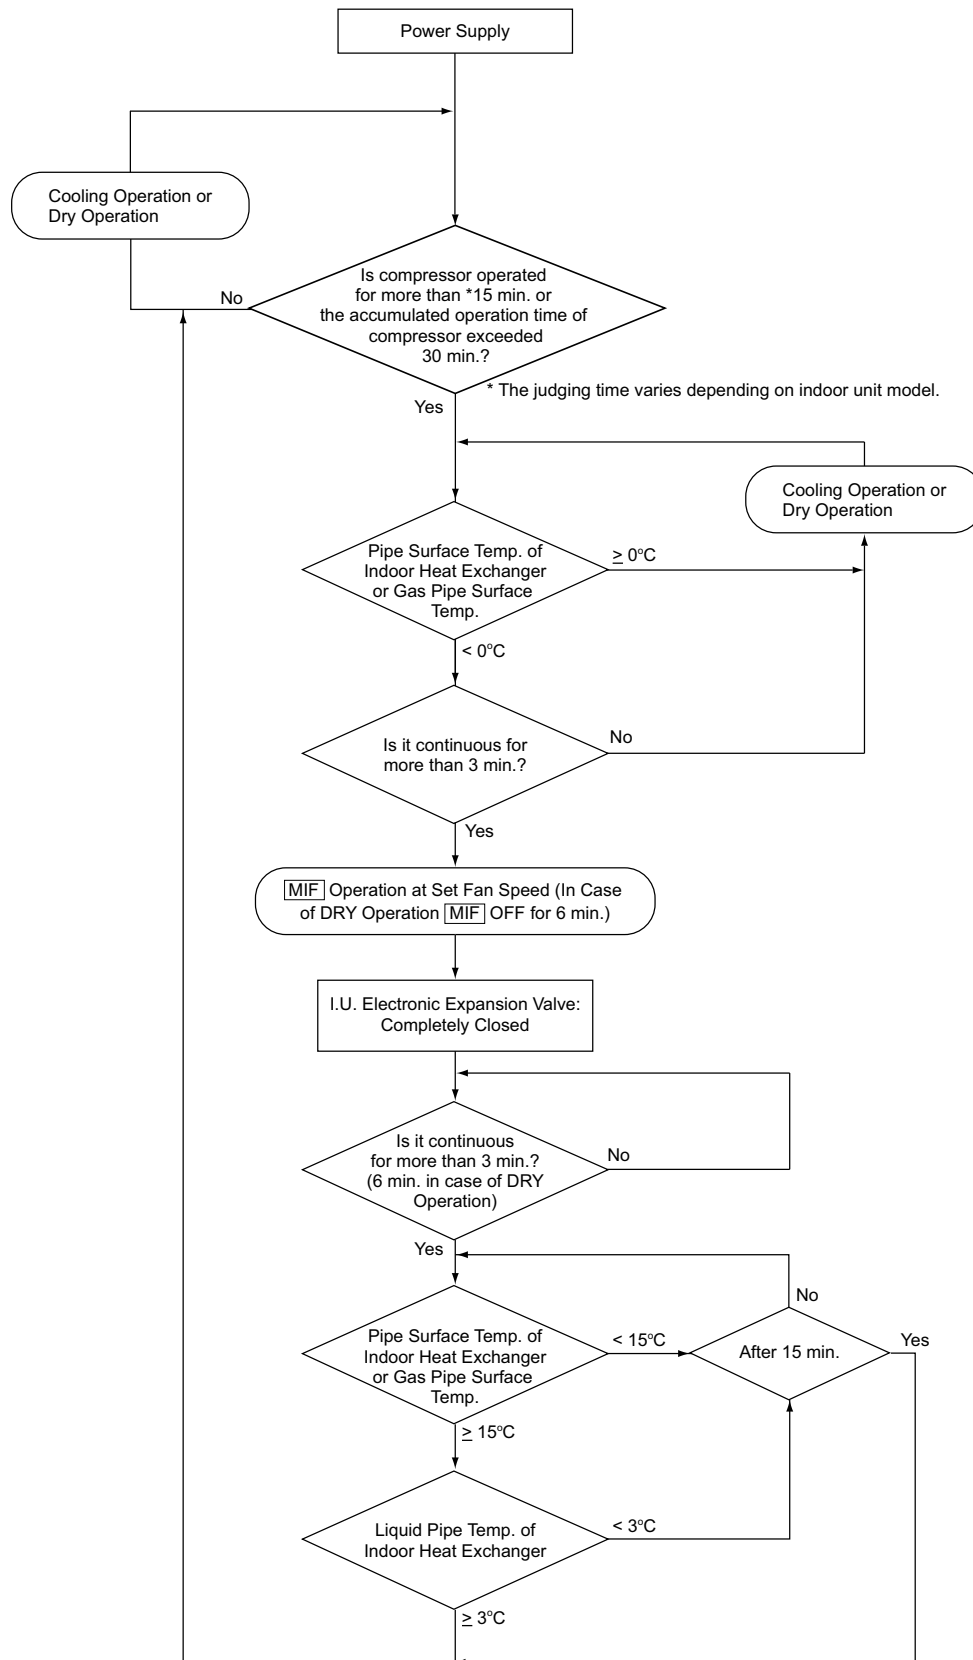 Power Supply
Cooling Operation or
Dry Operation
Is compressor operated
for more than *15 min. or
the accumulated operation time of
compressor exceeded
30 min.?
No
* The judging time varies depending on indoor unit model.
Yes
Cooling Operation or
Dry Operation
Pipe Surface Temp. of
Indoor Heat Exchanger
or Gas Pipe Surface
Temp.
≥ 0°C
< 0°C
Is it continuous for
more than 3 min.?
No
Yes
MIF Operation at Set Fan Speed (In Case
of DRY Operation MIF OFF for 6 min.)
I.U. Electronic Expansion Valve:
Completely Closed
Is it continuous
for more than 3 min.?
(6 min. in case of DRY
Operation)
No
Yes
No
Pipe Surface Temp. of
Indoor Heat Exchanger
or Gas Pipe Surface
Temp.
< 15°C
After 15 min.
Yes
≥ 15°C
Liquid Pipe Temp. of
Indoor Heat Exchanger
< 3°C
≥ 3°C